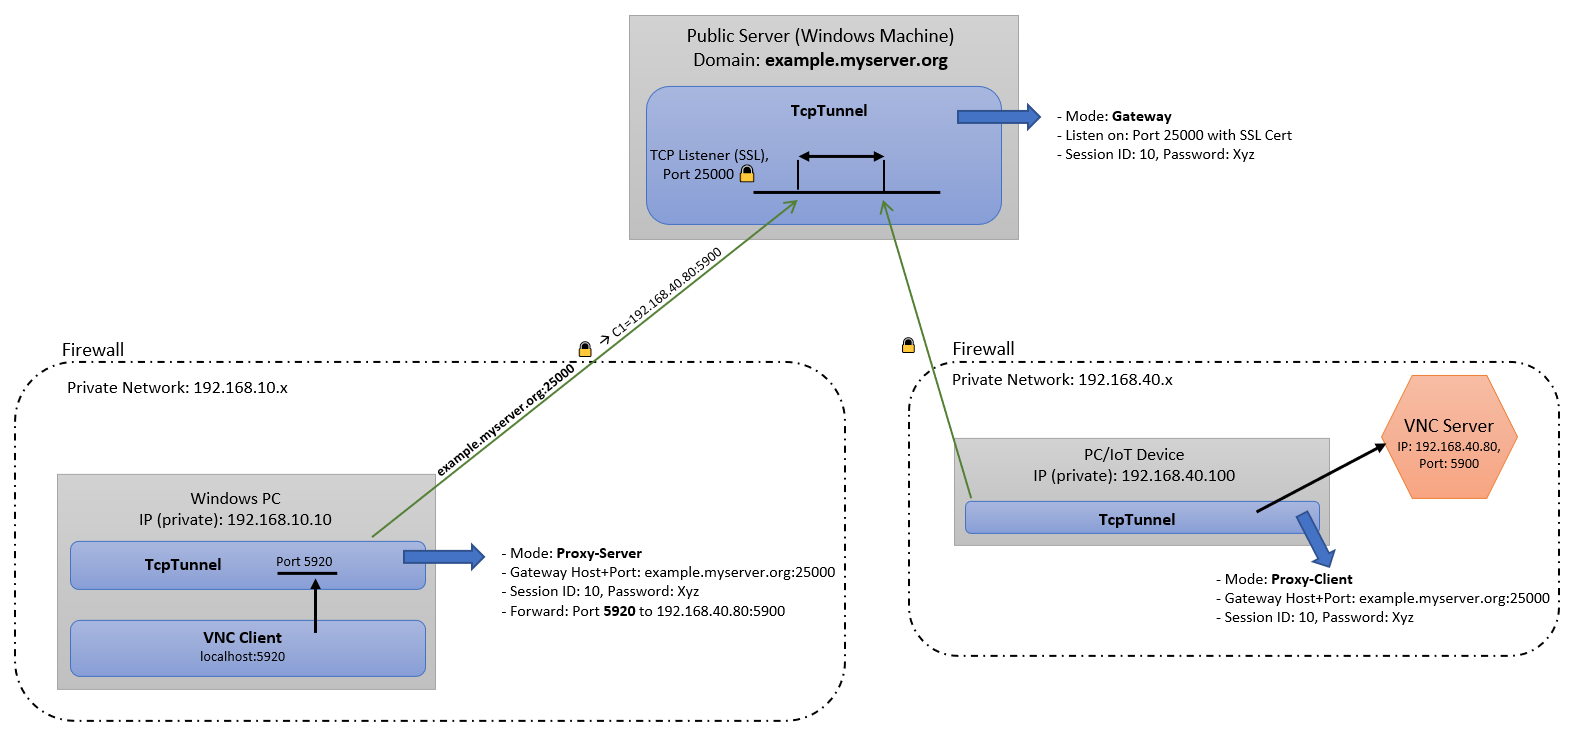 Public Server (Windows Machine)
Domain: example.myserver.org
TcpTunnel
TCP Listener (SSL),
Port 25000
- Mode: Gateway
- Listen on: Port 25000 with SSL Cert
- Session ID: 10, Password: Xyz
example.myserver.org:25000
→ C1=192.168.40.80:5900
Firewall
Private Network: 192.168.10.x
Windows PC
IP (private): 192.168.10.10
TcpTunnel
Port 5920
VNC Client
localhost:5920
- Mode: Proxy-Server
- Gateway Host+Port: example.myserver.org:25000
- Session ID: 10, Password: Xyz
- Forward: Port 5920 to 192.168.40.80:5900
Firewall
Private Network: 192.168.40.x
PC/IoT Device
IP (private): 192.168.40.100
TcpTunnel
VNC Server
IP: 192.168.40.80,
Port: 5900
- Mode: Proxy-Client
- Gateway Host+Port: example.myserver.org:25000
- Session ID: 10, Password: Xyz